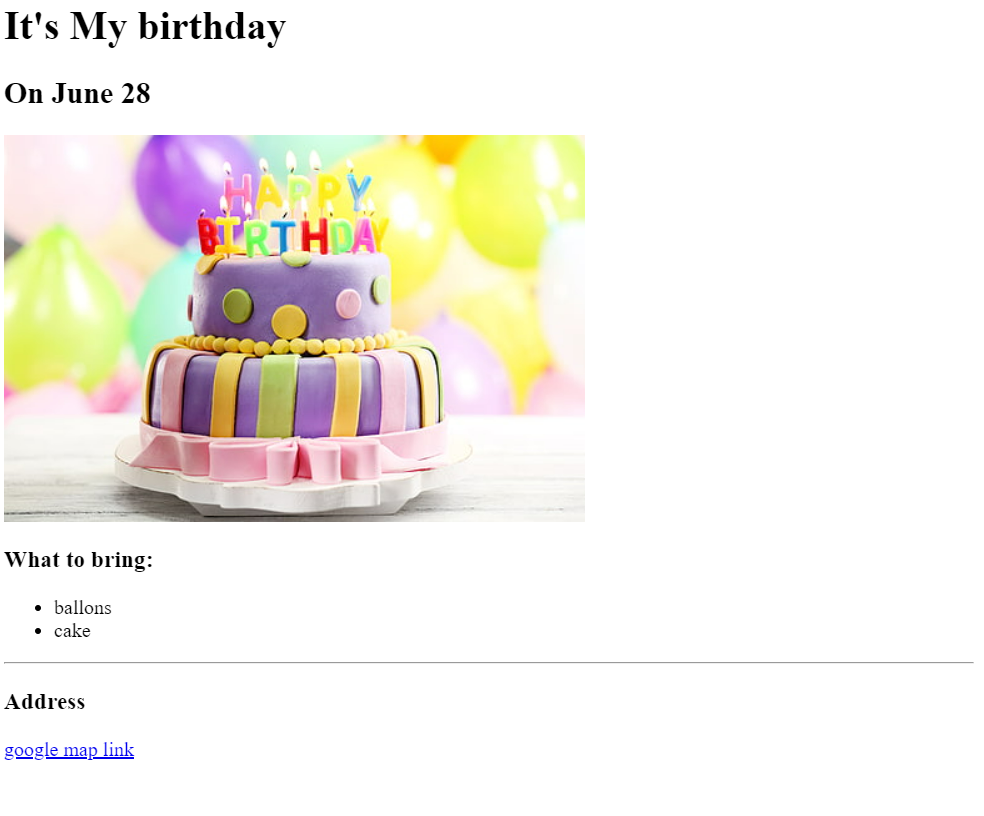 It's My birthday
On June 28
HAPPY
BIRTHDAY
What to bring:
ballons
cake
Address
google map link